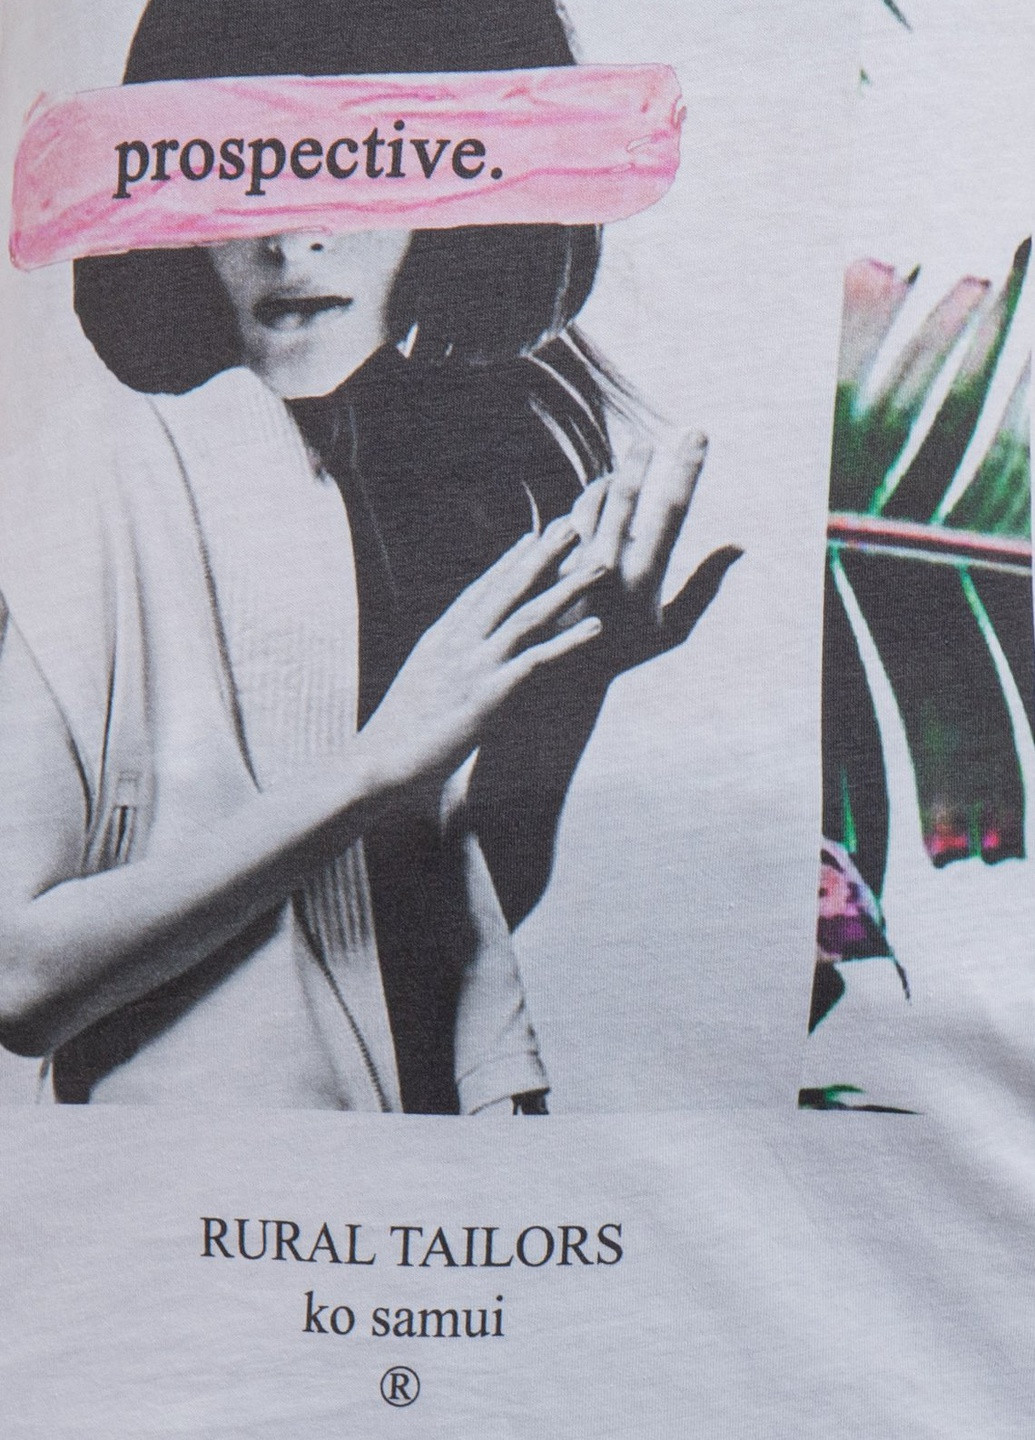 prospective.
RURAL TAILORS
ko samui
®